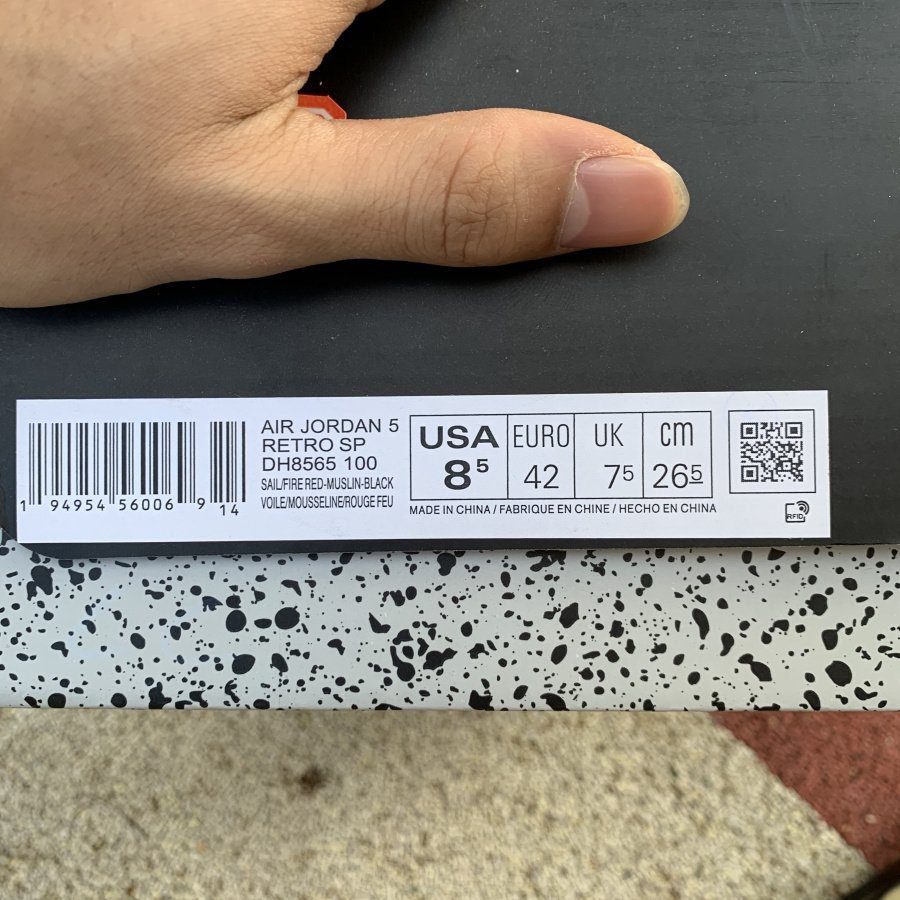 1 94954 56006 9 14
AIR JORDAN 5
RETRO SP
DH8565 100
SAIL/FIRE RED-MUSLIN-BLACK
VOILE/MOUSSELINE/ROUGE FEU
USA EURO UK cm
8⁵ 42 7⁵ 26⁵
MADE IN CHINA / FABRIQUE EN CHINE / HECHO EN CHINA
RFID